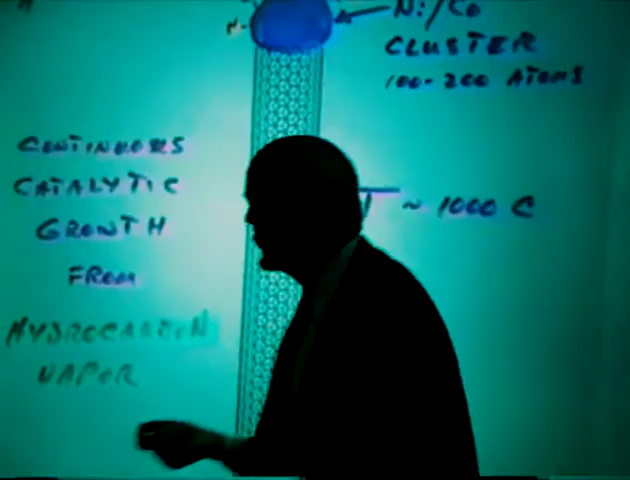 Ni/Co
CLUSTER
100-200 ATOMS
CONTINUOUS
CATALYTIC
GROWTH
FROM
HYDROCARBON
VAPOR
T ~ 1000 C